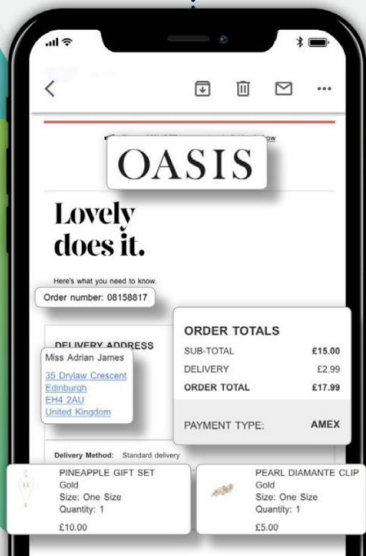 OASIS
Lovely
does it.
Here's what you need to know.
Order number: 08158817
DELIVERY ADDRESS
Miss Adrian James
35 Drylaw Crescent
Edinburgh
EH4 2AU
United Kingdom
ORDER TOTALS
SUB-TOTAL £15.00
DELIVERY £2.99
ORDER TOTAL £17.99
PAYMENT TYPE: AMEX
Delivery Method: Standard delivery
PINEAPPLE GIFT SET
Gold
Size: One Size
Quantity: 1
£10.00
PEARL DIAMANTE CLIP
Gold
Size: One Size
Quantity: 1
£5.00